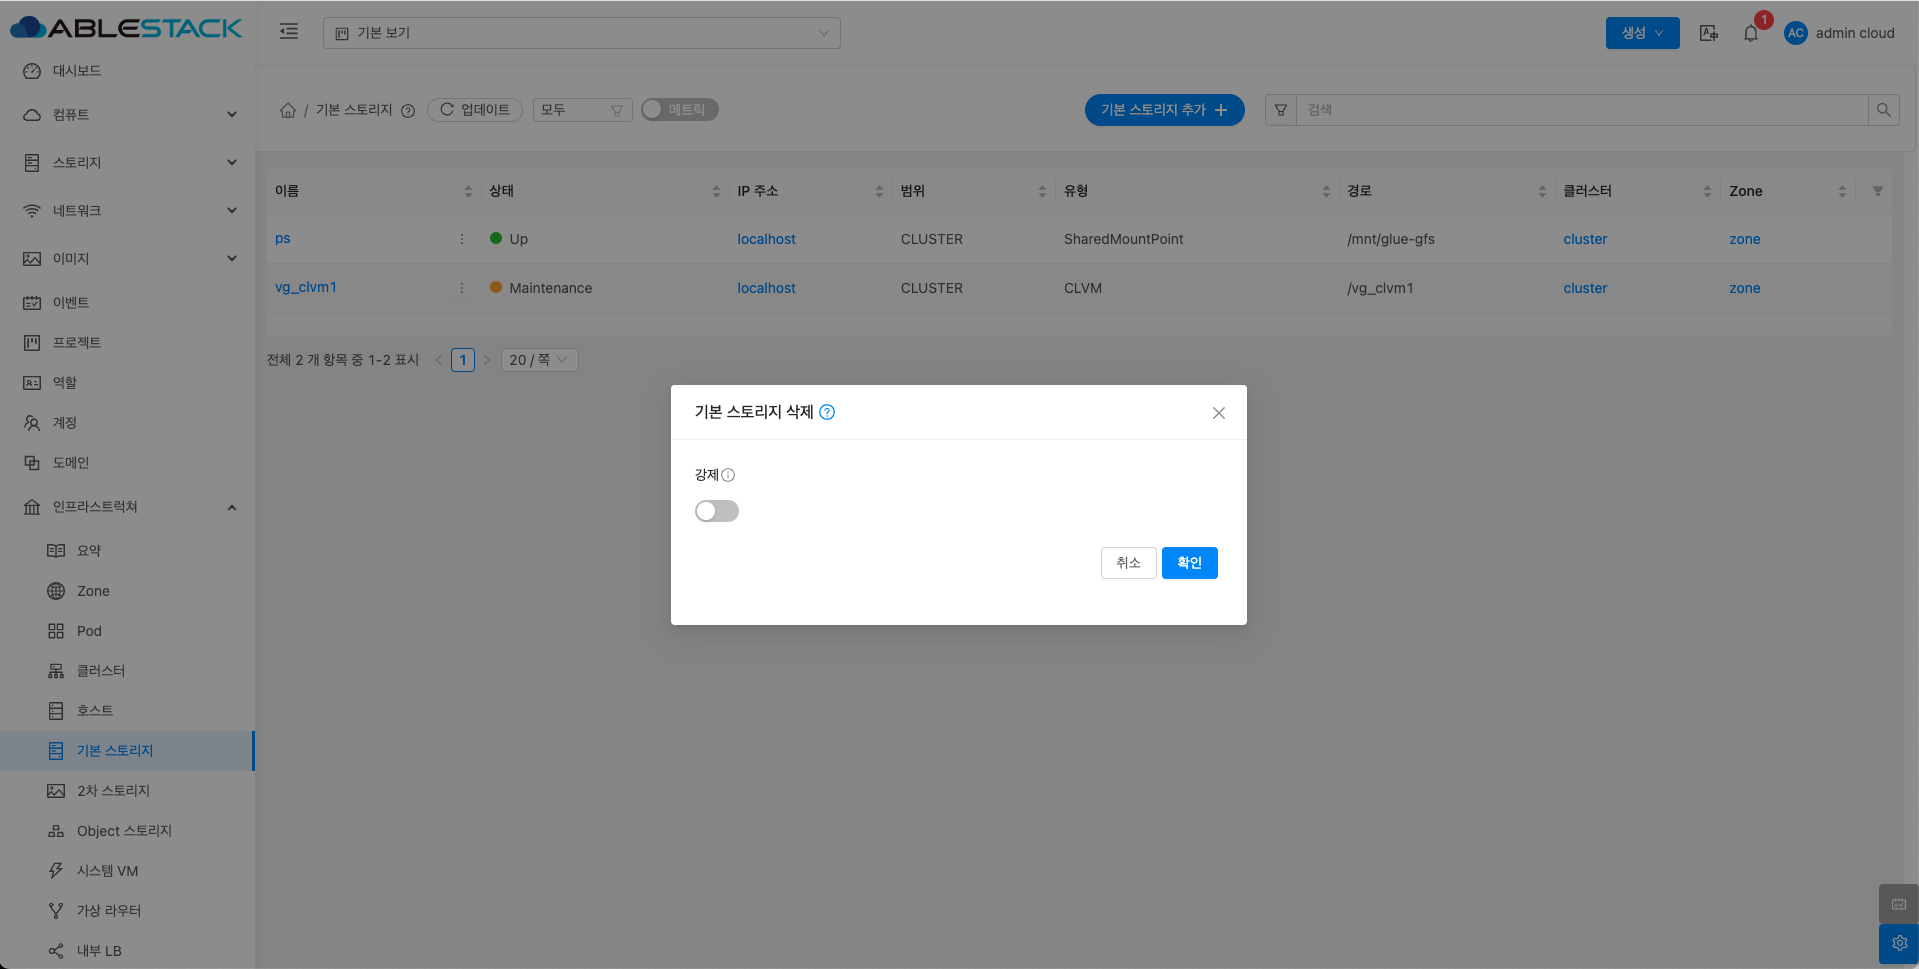 ABLESTACK
기본 보기
생성
1
AC
admin cloud
대시보드
컴퓨트
스토리지
네트워크
이미지
이벤트
프로젝트
역할
계정
도메인
인프라스트럭쳐
요약
Zone
Pod
클러스터
호스트
기본 스토리지
2차 스토리지
Object 스토리지
시스템 VM
가상 라우터
내부 LB
/ 기본 스토리지
업데이트
모두
메트릭
기본 스토리지 추가
검색
이름 상태 IP 주소 범위 유형 경로 클러스터 Zone
ps Up localhost CLUSTER SharedMountPoint /mnt/glue-gfs cluster zone
vg_clvm1 Maintenance localhost CLUSTER CLVM /vg_clvm1 cluster zone
전체 2 개 항목 중 1-2 표시 < 1 > 20 / 쪽
기본 스토리지 삭제
강제
취소 확인